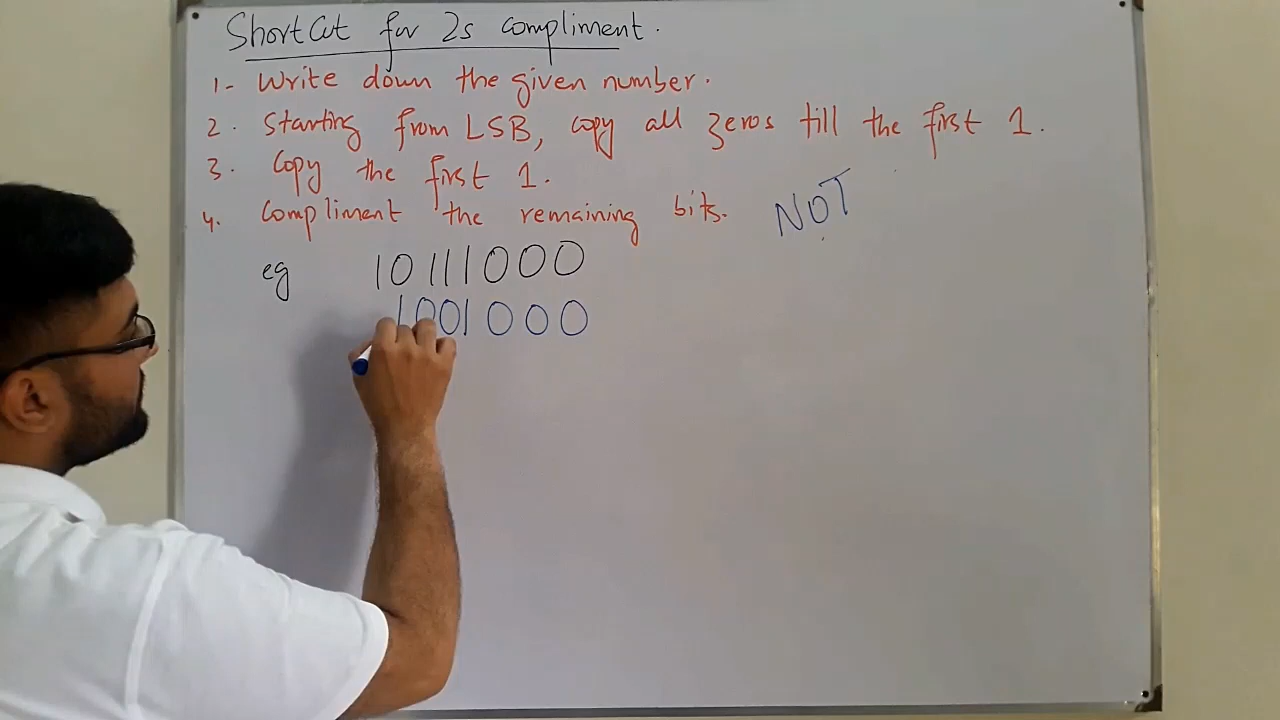 ShortCut for 2s compliment.
1- Write down the given number.
2. Starting from LSB, copy all zeros till the first 1.
3. Copy the first 1.
4. Compliment the remaining bits. NOT
eg 10111000
1001000